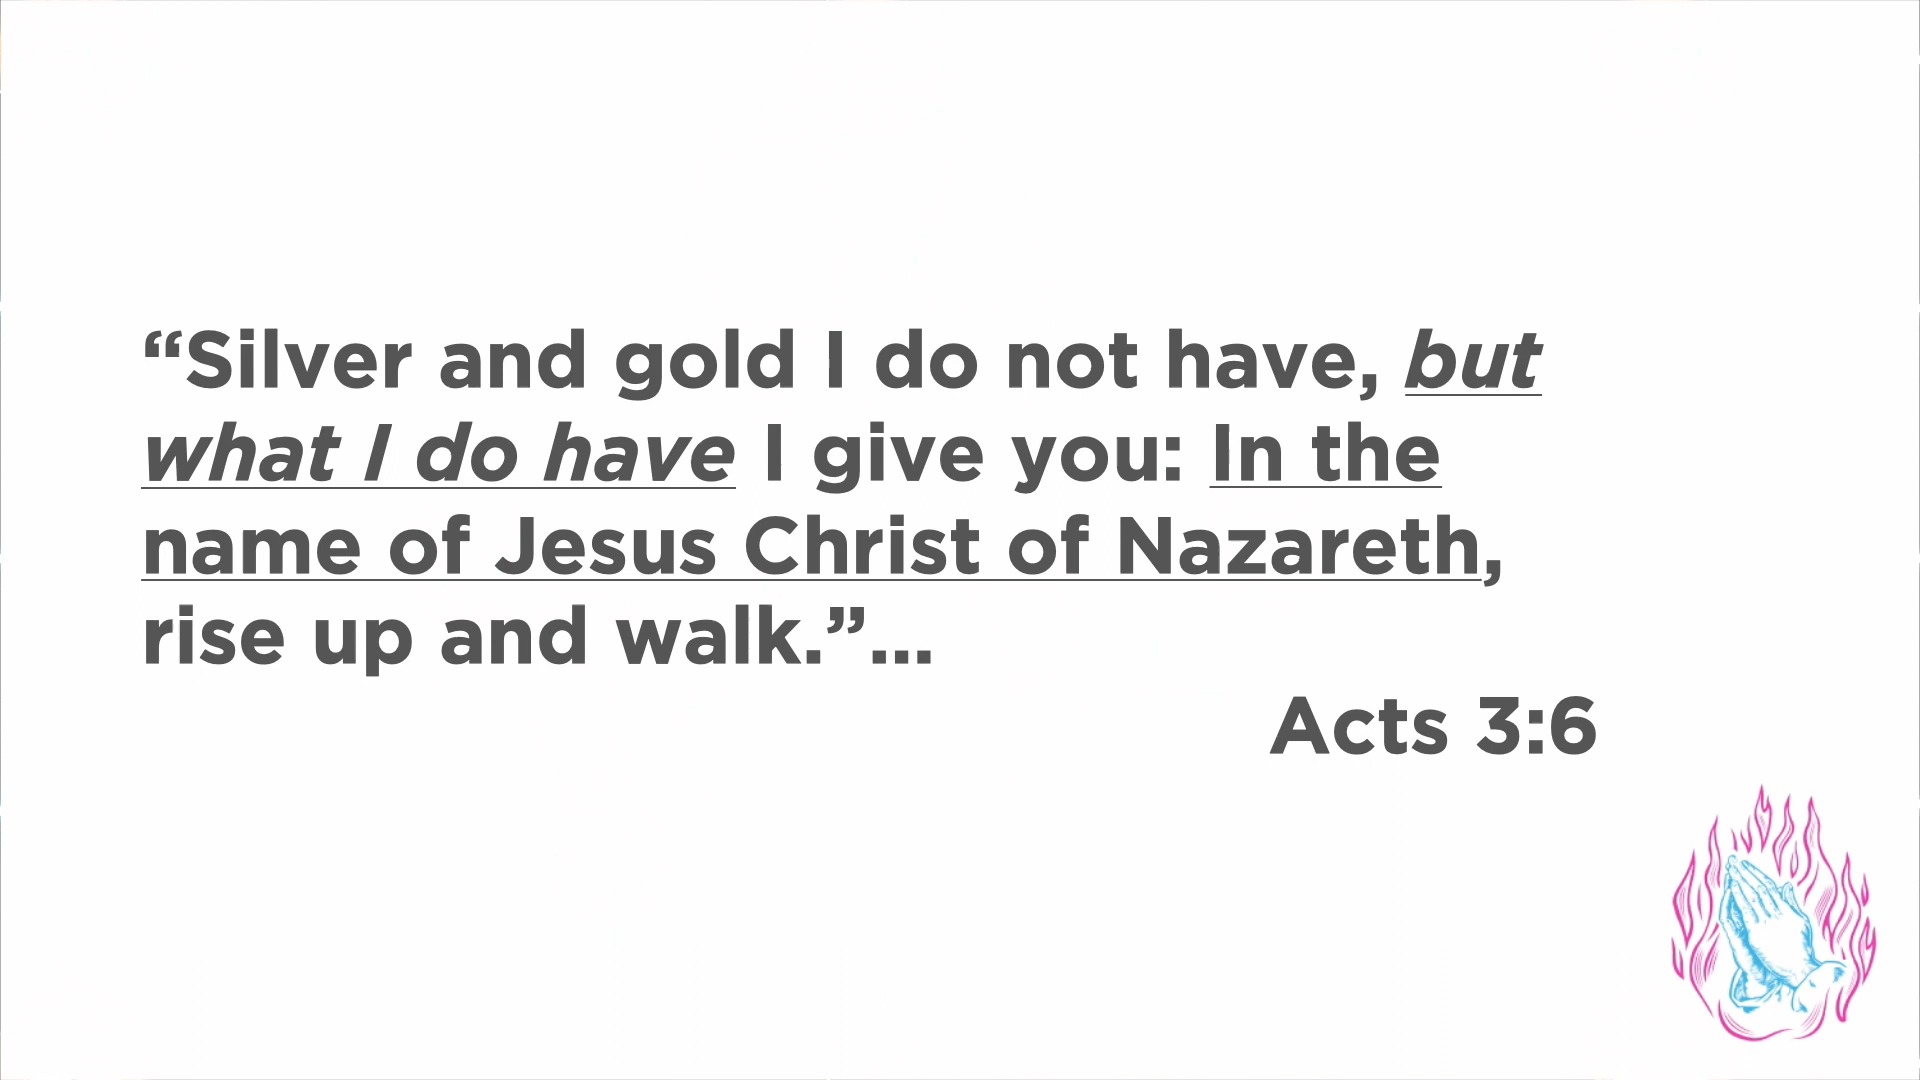 “Silver and gold I do not have, but
what I do have I give you: In the
name of Jesus Christ of Nazareth,
rise up and walk.”...
Acts 3:6